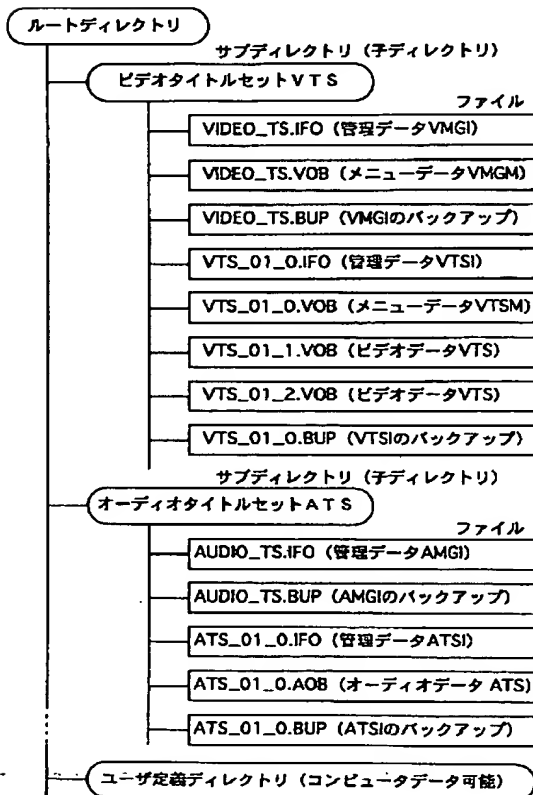 ルートディレクトリ
サブディレクトリ（子ディレクトリ）
ビデオタイトルセットＶＴＳ
ファイル
VIDEO_TS.IFO（管理データVMGI）
VIDEO_TS.VOB（メニューデータVMGM）
VIDEO_TS.BUP（VMGIのバックアップ）
VTS_01_0.IFO（管理データVTSI）
VTS_01_0.VOB（メニューデータVTSM）
VTS_01_1.VOB（ビデオデータVTS）
VTS_01_2.VOB（ビデオデータVTS）
VTS_01_0.BUP（VTSIのバックアップ）
サブディレクトリ（子ディレクトリ）
オーディオタイトルセットＡＴＳ
ファイル
AUDIO_TS.IFO（管理データAMGI）
AUDIO_TS.BUP（AMGIのバックアップ）
ATS_01_0.IFO（管理データATSI）
ATS_01_0.AOB（オーディオデータ ATS）
ATS_01_0.BUP（ATSIのバックアップ）
ユーザ定義ディレクトリ（コンピュータデータ可能）